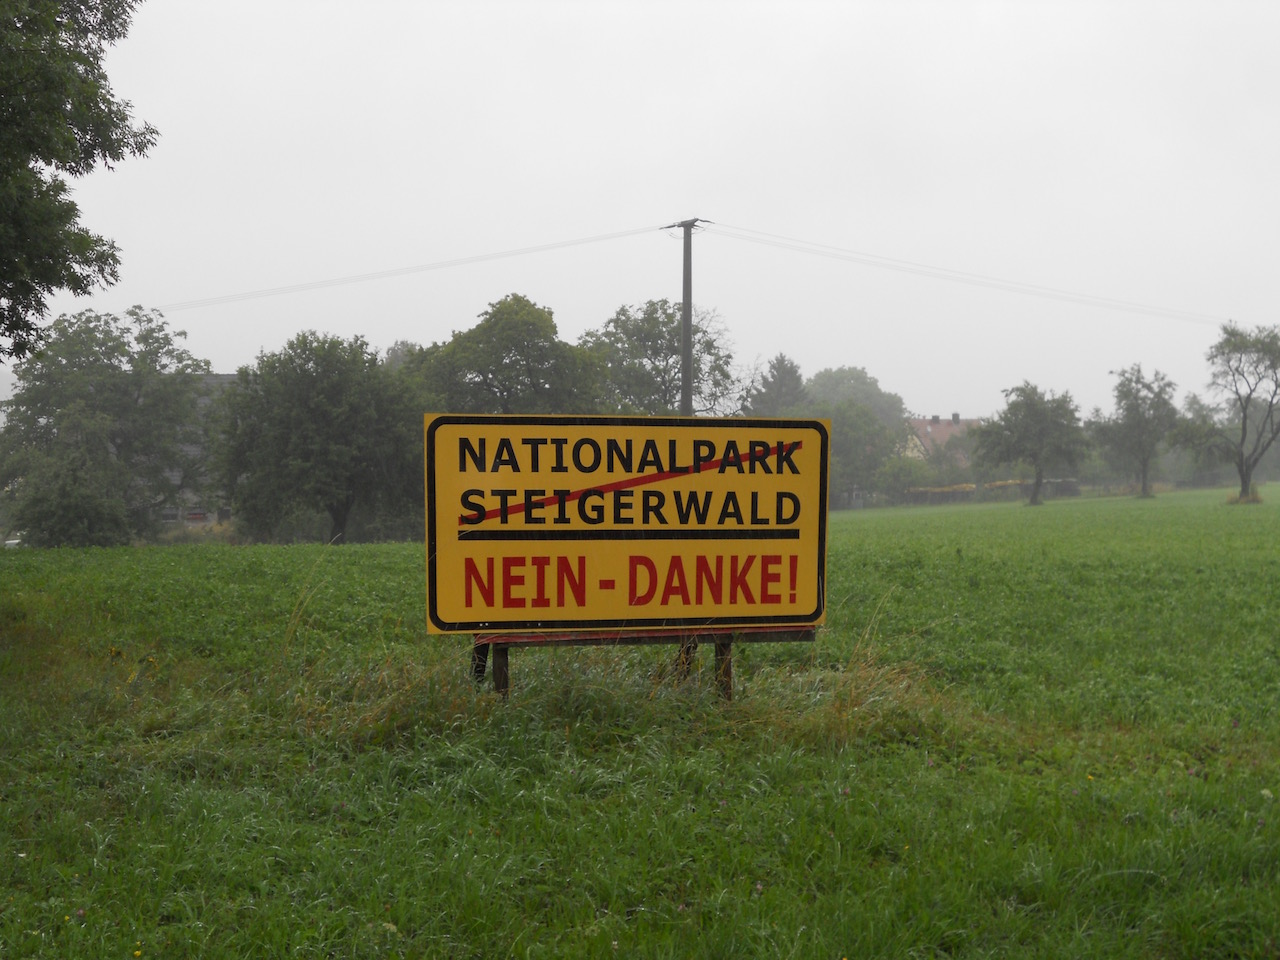 NATIONALPARK
STEIGERWALD
NEIN - DANKE!